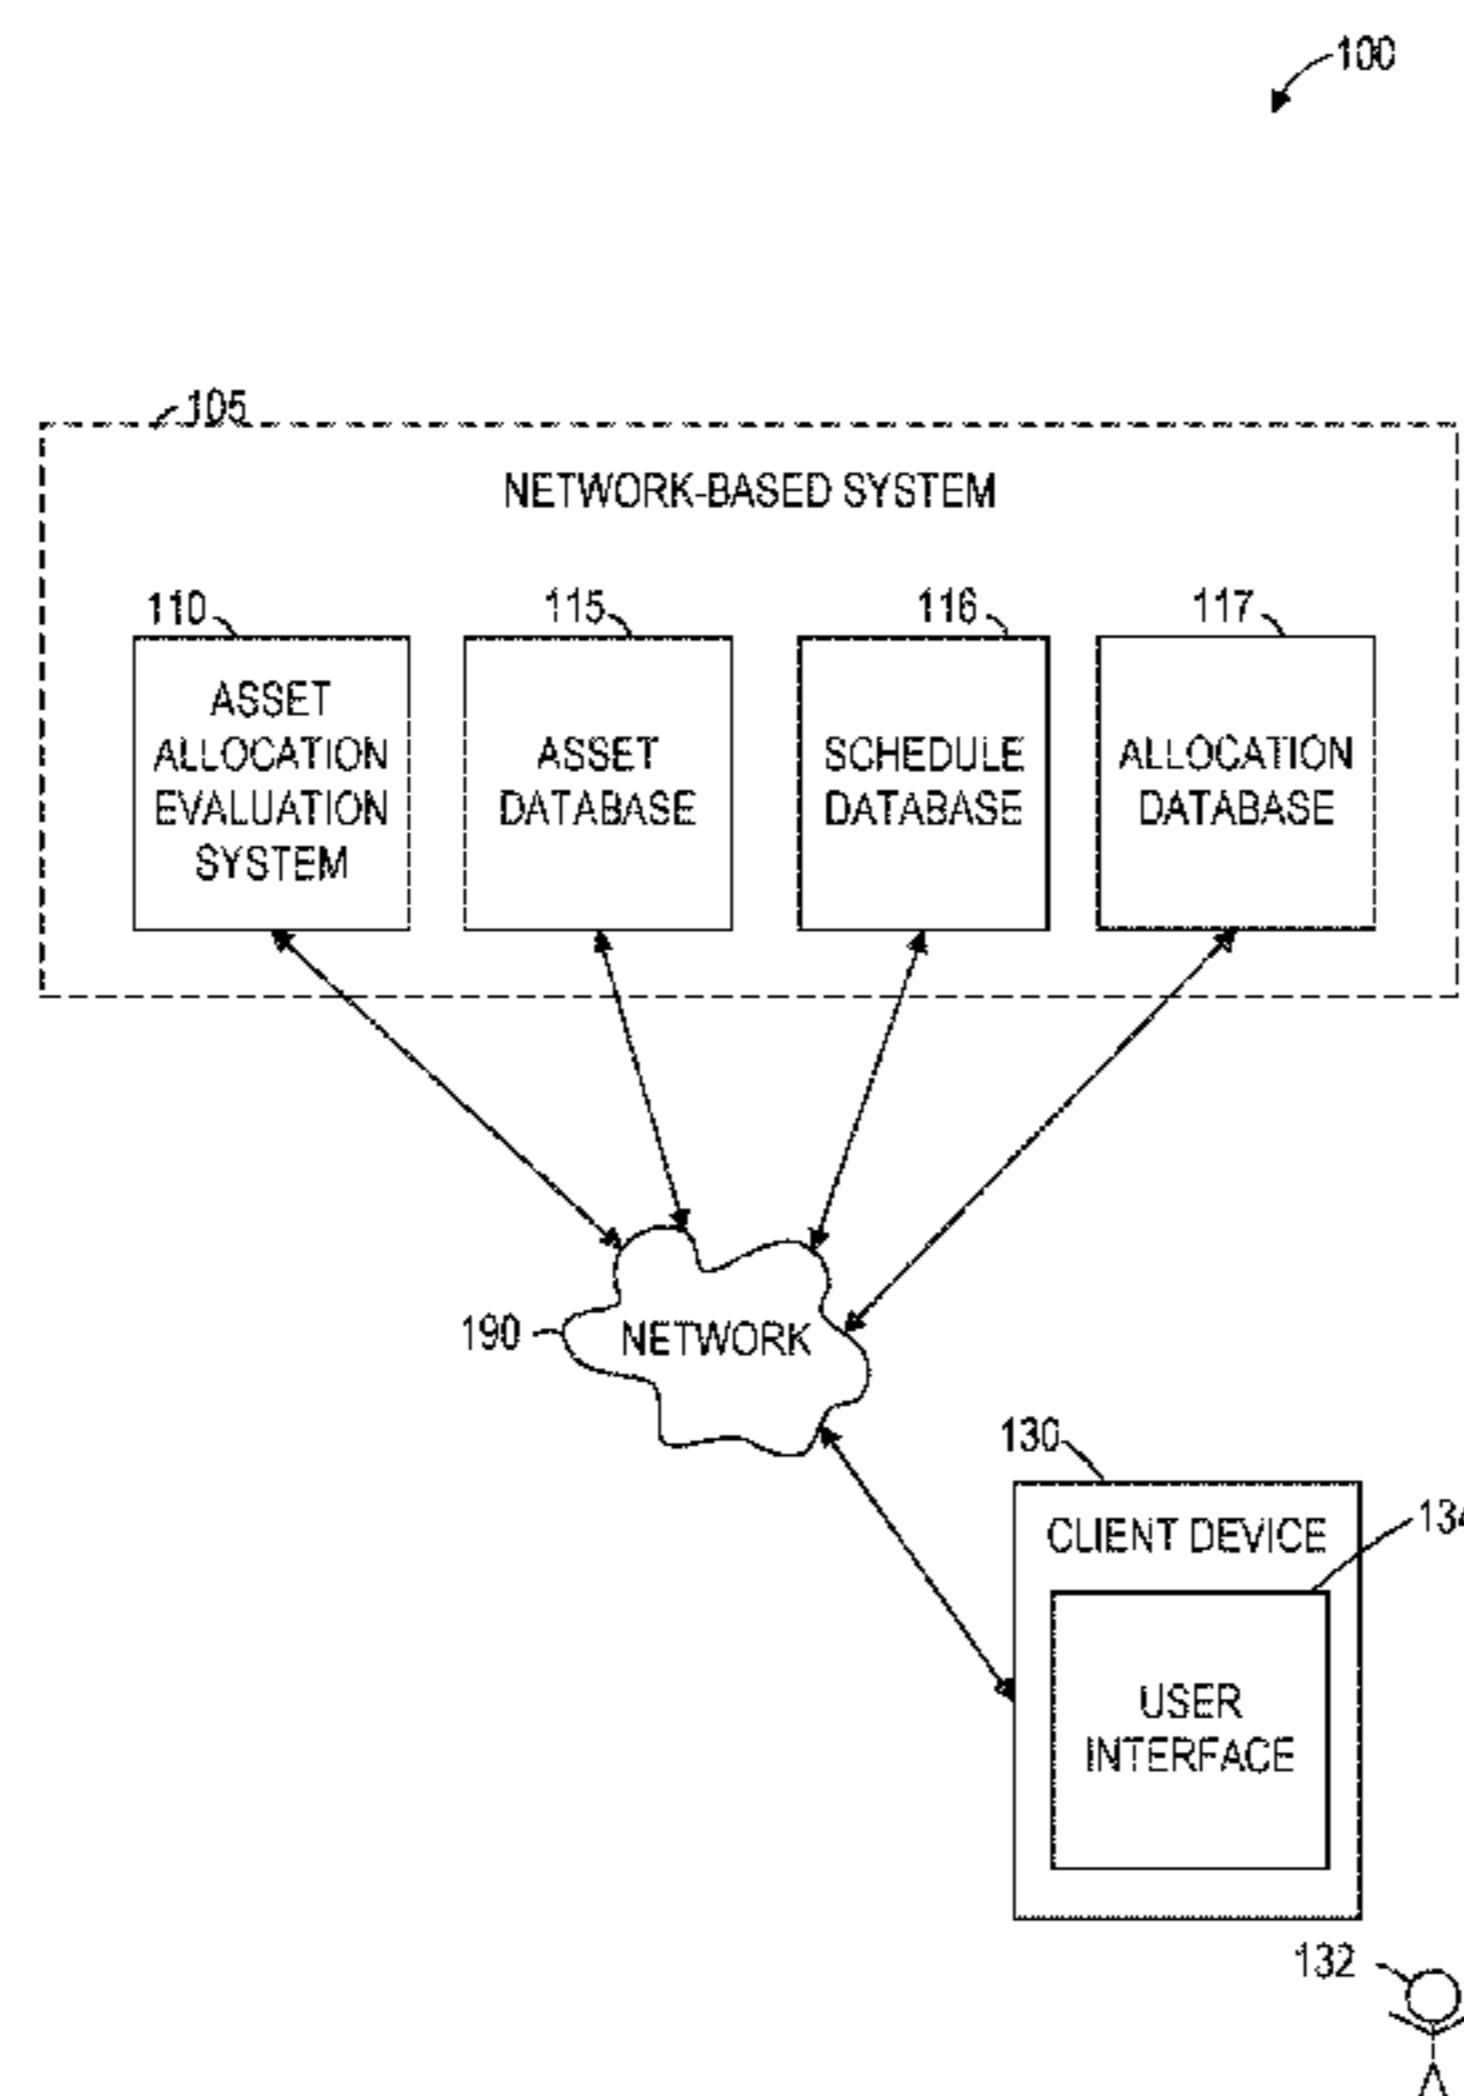 100
105
NETWORK-BASED SYSTEM
110
115
116
117
ASSET
ALLOCATION
EVALUATION
SYSTEM
ASSET
DATABASE
SCHEDULE
DATABASE
ALLOCATION
DATABASE
190
NETWORK
130
CLIENT DEVICE
134
USER
INTERFACE
132